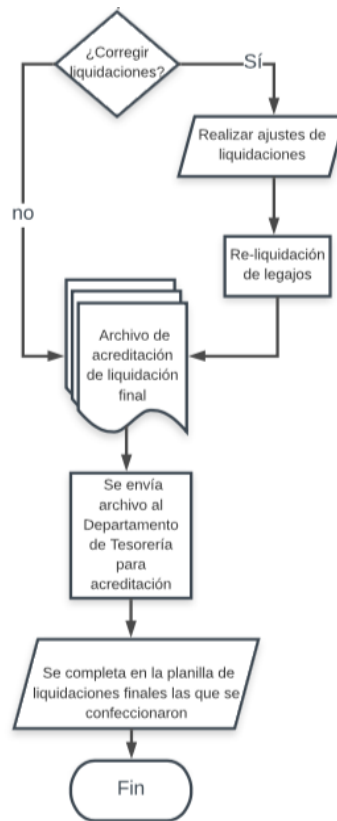 ¿Corregir
liquidaciones?
Sí
Realizar ajustes de
liquidaciones
no
Re-liquidación
de legajos
Archivo de
acreditación
de liquidación
final
Se envía
archivo al
Departamento
de Tesorería
para
acreditación
Se completa en la planilla de
liquidaciones finales las que se
confeccionaron
Fin